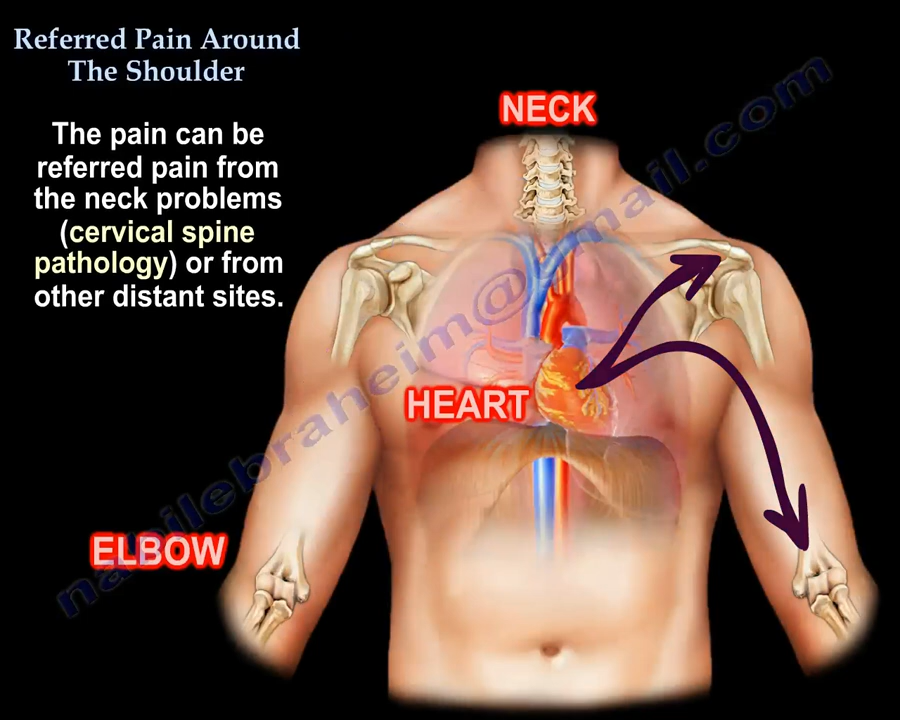 Referred Pain Around
The Shoulder
The pain can be
referred pain from
the neck problems
(cervical spine
pathology) or from
other distant sites.
NECK
HEART
ELBOW
nabilebraheim@gmail.com